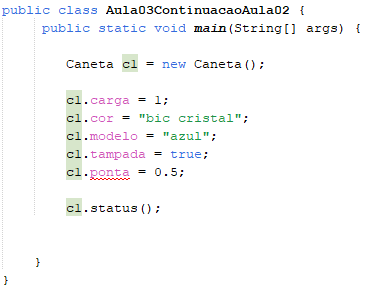 public class Aula03ContinuacaoAula02 {
public static void main(String[] args) {
Caneta c1 = new Caneta();
c1.carga = 1;
c1.cor = "bic cristal";
c1.modelo = "azul";
c1.tampada = true;
c1.ponta = 0.5;
c1.status();
}
}